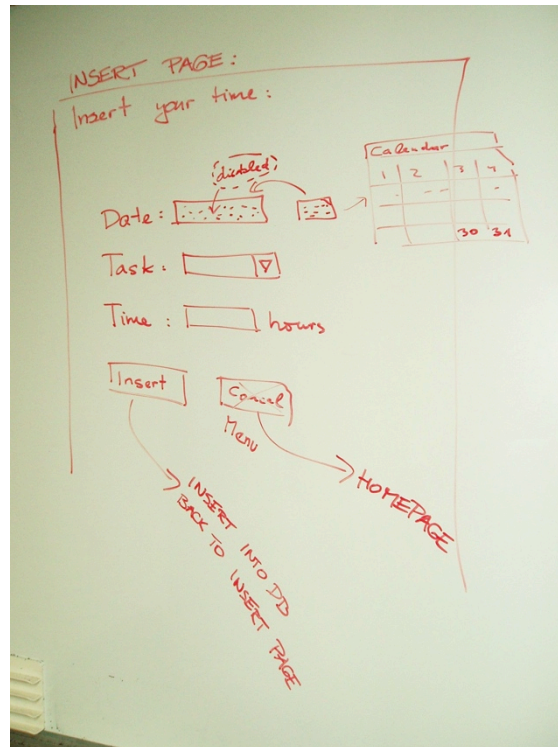 INSERT PAGE:
Insert your time:
(disabled)
Calendar
1 2 3 4
30 31
Date:
Task:
Time: hours
Insert
Cancel
Menu
HOMEPAGE
INSERT INTO DB
BACK TO INSERT PAGE